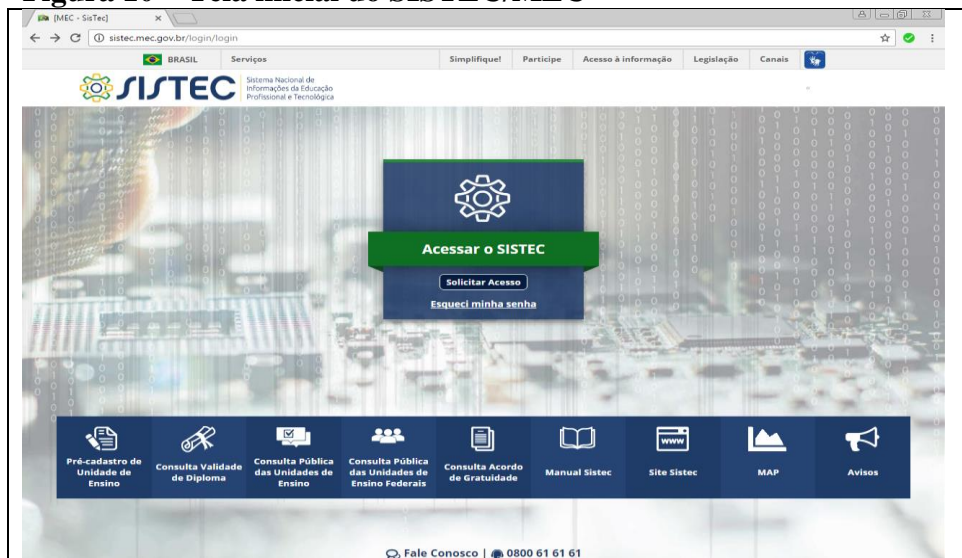 Figura 10 – Tela inicial do SISTEC/MEC
[MEC - SisTec]
sistec.mec.gov.br/login/login
BRASIL Serviços Simplifique! Participe Acesso à informação Legislação Canais
SISTEC
Sistema Nacional de
Informações da Educação
Profissional e Tecnológica
Acessar o SISTEC
Solicitar Acesso
Esqueci minha senha
Pré-cadastro de
Unidade de
Ensino
Consulta Validade
de Diploma
Consulta Pública
das Unidades de
Ensino
Consulta Pública
das Unidades de
Ensino Federais
Consulta Acordo
de Gratuidade
Manual Sistec
www
Site Sistec
MAP
Avisos
Fale Conosco | 0800 61 61 61